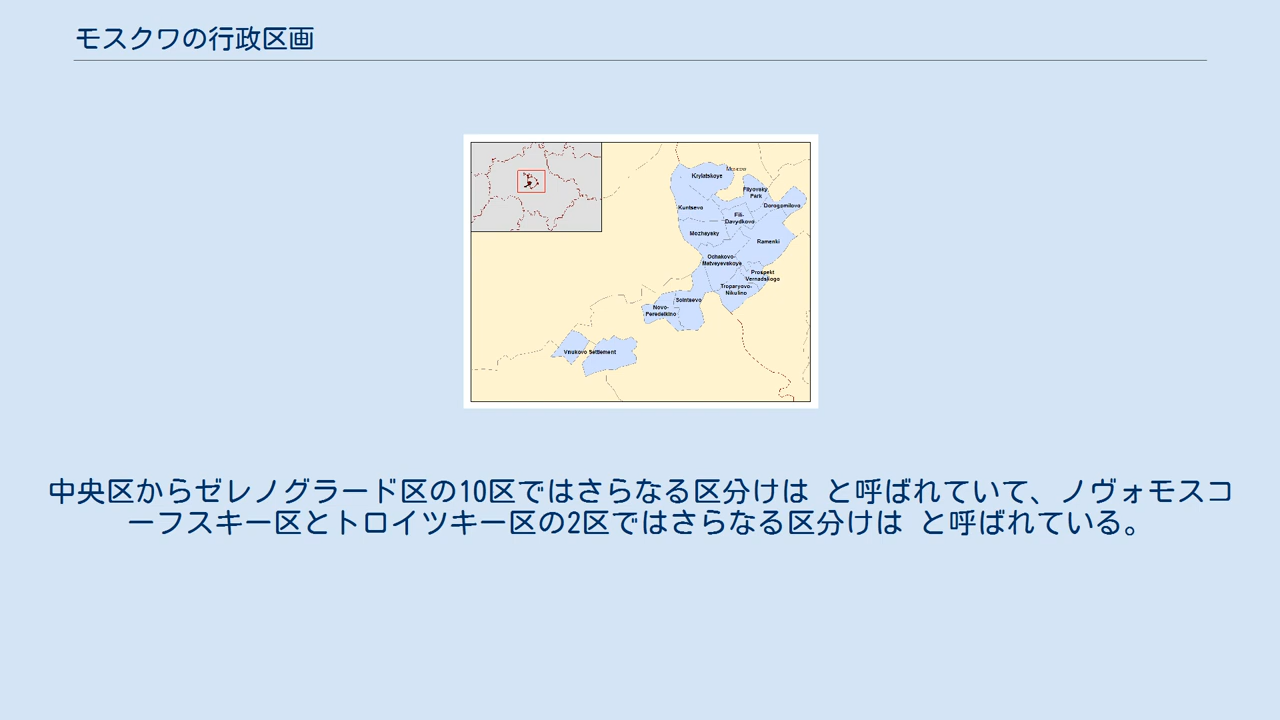 モスクワの行政区画
Moscow
Krylatskoye
Filyovsky
Park
Kuntsevo
Dorogomilovo
Fili-
Davydkovo
Mozhaysky
Ramenki
Ochakovo-
Matveyevskoye
Prospekt
Vernadskogo
Troparyovo-
Nikulino
Solntsevo
Novo-
Peredelkino
Vnukovo Settlement
中央区からゼレノグラード区の10区ではさらなる区分けは と呼ばれていて、ノヴォモスコ
ーフスキー区とトロイツキー区の2区ではさらなる区分けは と呼ばれている。